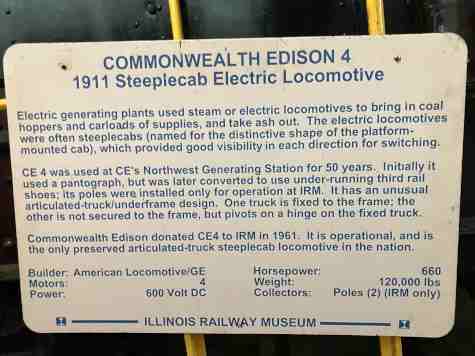 COMMONWEALTH EDISON 4
1911 Steeplecab Electric Locomotive
Electric generating plants used steam or electric locomotives to bring in coal
hoppers and carloads of supplies, and take ash out. The electric locomotives
were often steeplecabs (named for the distinctive shape of the platform-
mounted cab), which provided good visibility in each direction for switching.
CE 4 was used at CE's Northwest Generating Station for 50 years. Initially it
used a pantograph, but was later converted to use under-running third rail
shoes; its poles were installed only for operation at IRM. It has an unusual
articulated-truck/underframe design. One truck is fixed to the frame; the
other is not secured to the frame, but pivots on a hinge on the fixed truck.
Commonwealth Edison donated CE4 to IRM in 1961. It is operational, and is
the only preserved articulated-truck steeplecab locomotive in the nation.
Builder: American Locomotive/GE Horsepower: 660
Motors: 4 Weight: 120,000 lbs
Power: 600 Volt DC Collectors: Poles (2) (IRM only)
ILLINOIS RAILWAY MUSEUM